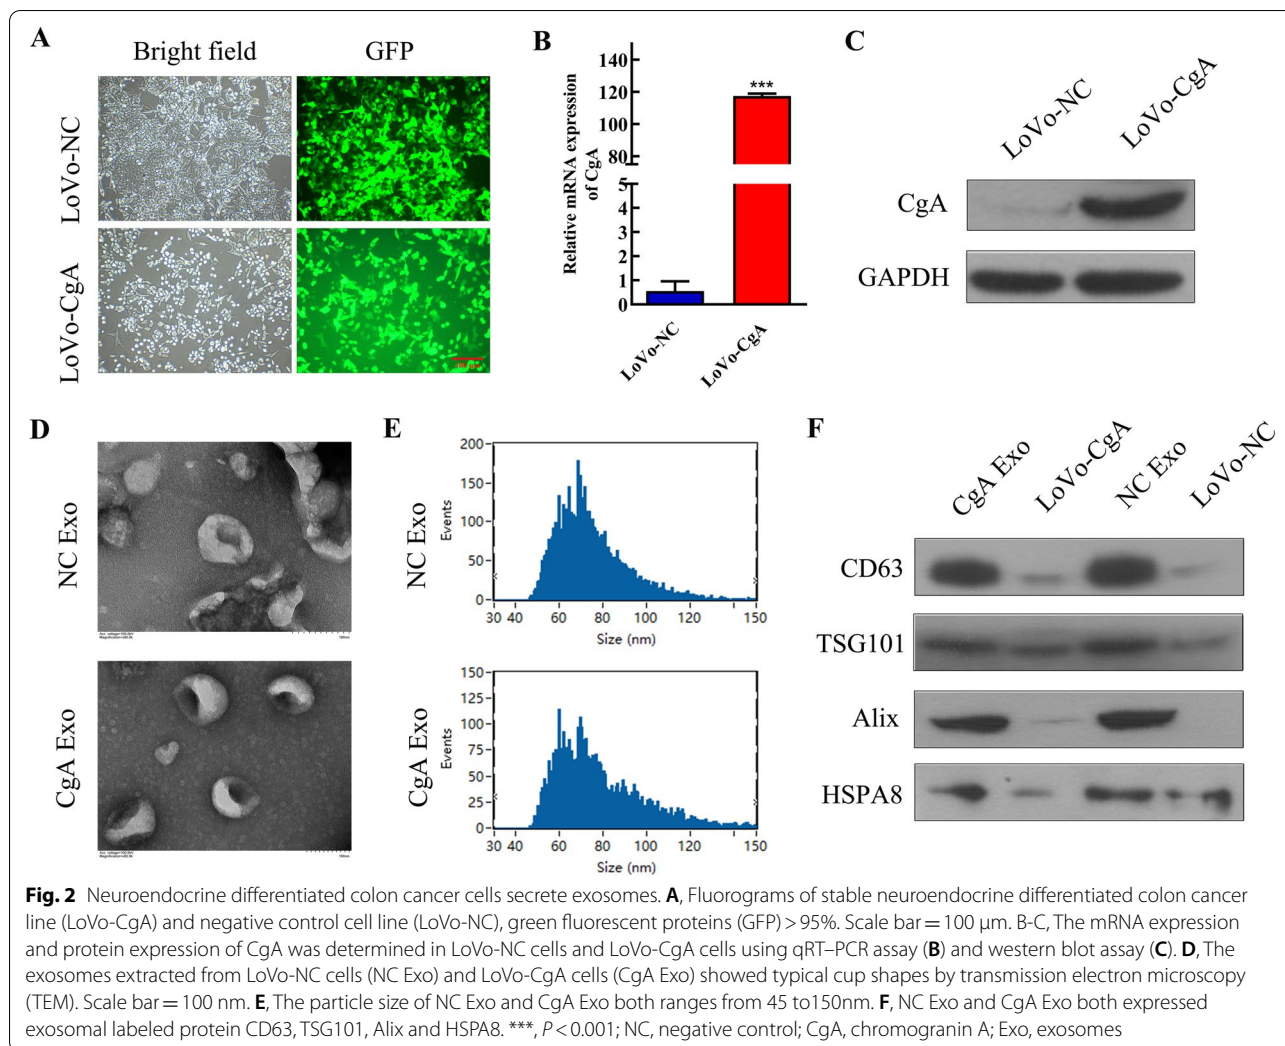 A
Bright field
GFP
LoVo-NC
LoVo-CgA
B
Relative mRNA expression
of CgA
140
120
100
80
5
4
3
2
1
0
***
LoVo-NC
LoVo-CgA
C
LoVo-NC
LoVo-CgA
CgA
GAPDH
D
NC Exo
CgA Exo
E
NC Exo
Events
200
150
100
50
0
30 40 60 80 100 120 150
Size (nm)
CgA Exo
Events
150
125
100
75
50
25
0
30 40 60 80 100 120 150
Size (nm)
F
CgA Exo
LoVo-CgA
NC Exo
LoVo-NC
CD63
TSG101
Alix
HSPA8
Fig. 2 Neuroendocrine differentiated colon cancer cells secrete exosomes. A, Fluorograms of stable neuroendocrine differentiated colon cancer
line (LoVo-CgA) and negative control cell line (LoVo-NC), green fluorescent proteins (GFP) > 95%. Scale bar = 100 μm. B-C, The mRNA expression
and protein expression of CgA was determined in LoVo-NC cells and LoVo-CgA cells using qRT–PCR assay (B) and western blot assay (C). D, The
exosomes extracted from LoVo-NC cells (NC Exo) and LoVo-CgA cells (CgA Exo) showed typical cup shapes by transmission electron microscopy
(TEM). Scale bar = 100 nm. E, The particle size of NC Exo and CgA Exo both ranges from 45 to150nm. F, NC Exo and CgA Exo both expressed
exosomal labeled protein CD63, TSG101, Alix and HSPA8. ***, P < 0.001; NC, negative control; CgA, chromogranin A; Exo, exosomes